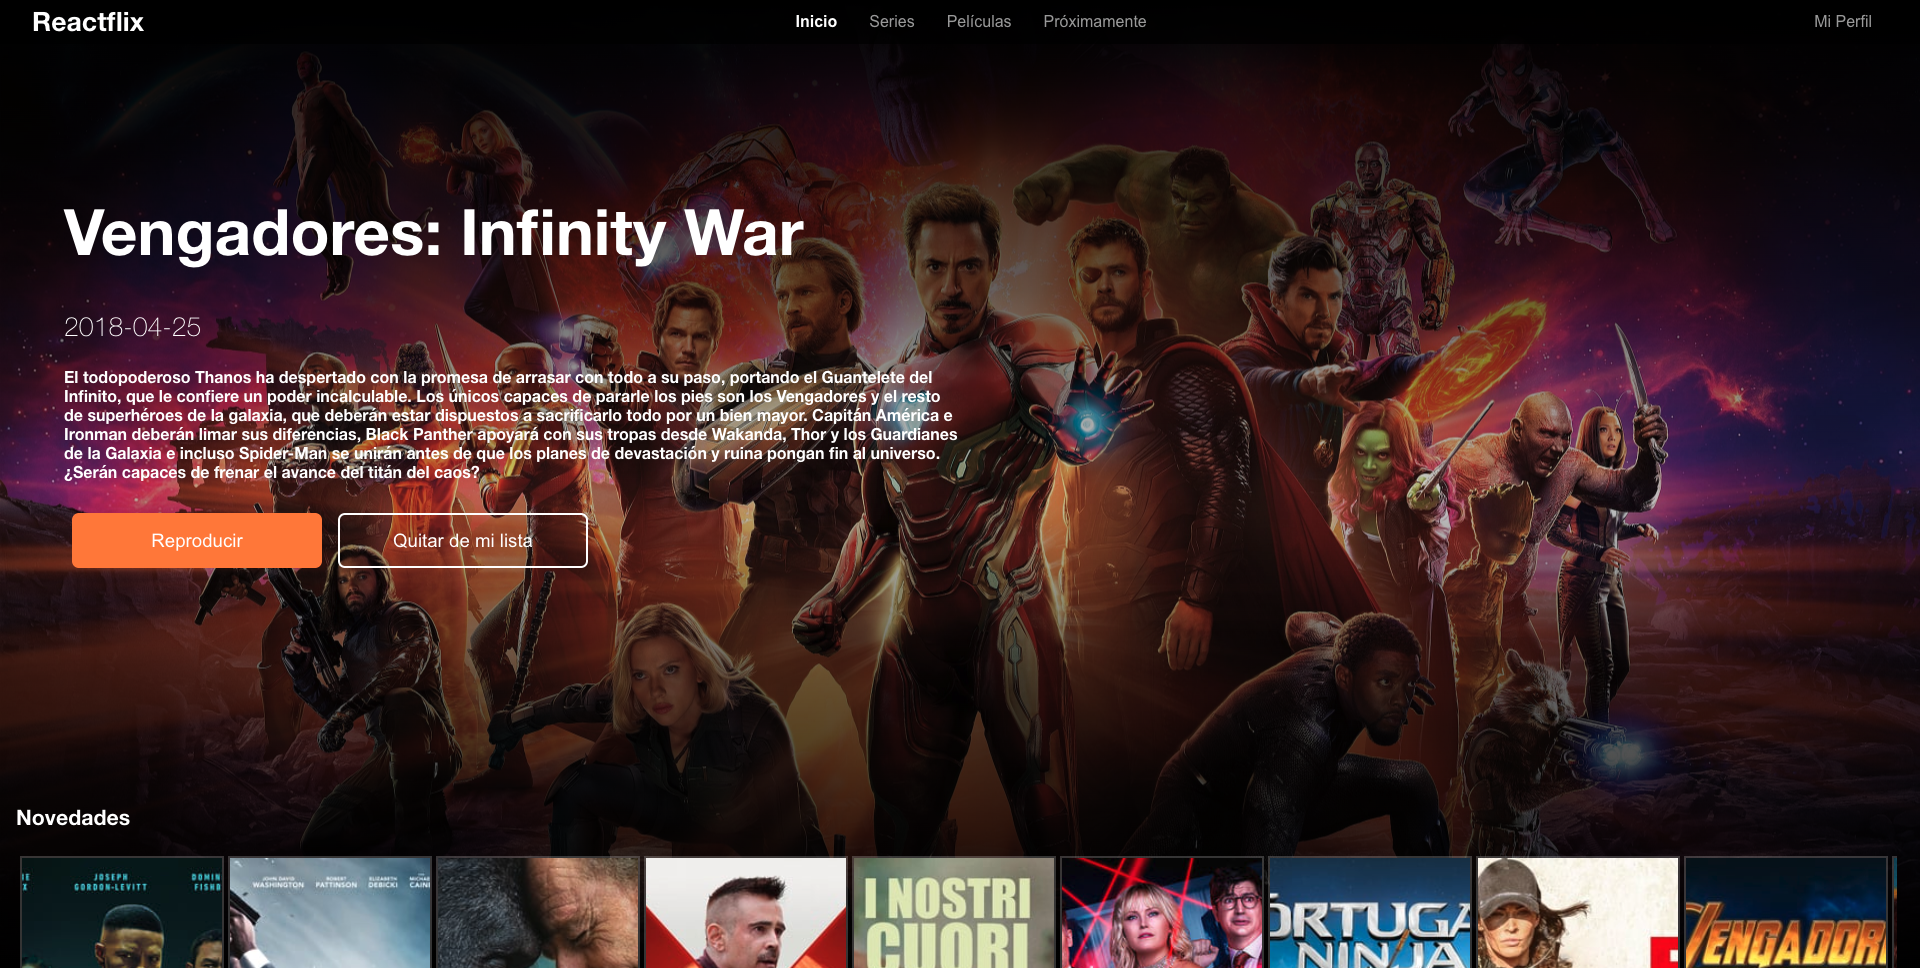 Reactflix
Inicio
Series
Películas
Próximamente
Mi Perfil
Vengadores: Infinity War
2018-04-25
El todopoderoso Thanos ha despertado con la promesa de arrasar con todo a su paso, portando el Guantelete del
Infinito, que le confiere un poder incalculable. Los únicos capaces de pararle los pies son los Vengadores y el resto
de superhéroes de la galaxia, que deberán estar dispuestos a sacrificarlo todo por un bien mayor. Capitán América e
Ironman deberán limar sus diferencias, Black Panther apoyará con sus tropas desde Wakanda, Thor y los Guardianes
de la Galaxia e incluso Spider-Man se unirán antes de que los planes de devastación y ruina pongan fin al universo.
¿Serán capaces de frenar el avance del titán del caos?
Reproducir
Quitar de mi lista
Novedades
JOSEPH
GORDON-LEVITT
DOMIN
FISHB
JOHN DAVID
WASHINGTON
ROBERT
PATTINSON
ELIZABETH
DEBICKI
MICHAE
CAINE
I NOSTRI
CUORI
ORTUGA
NINJA
VENGADOR